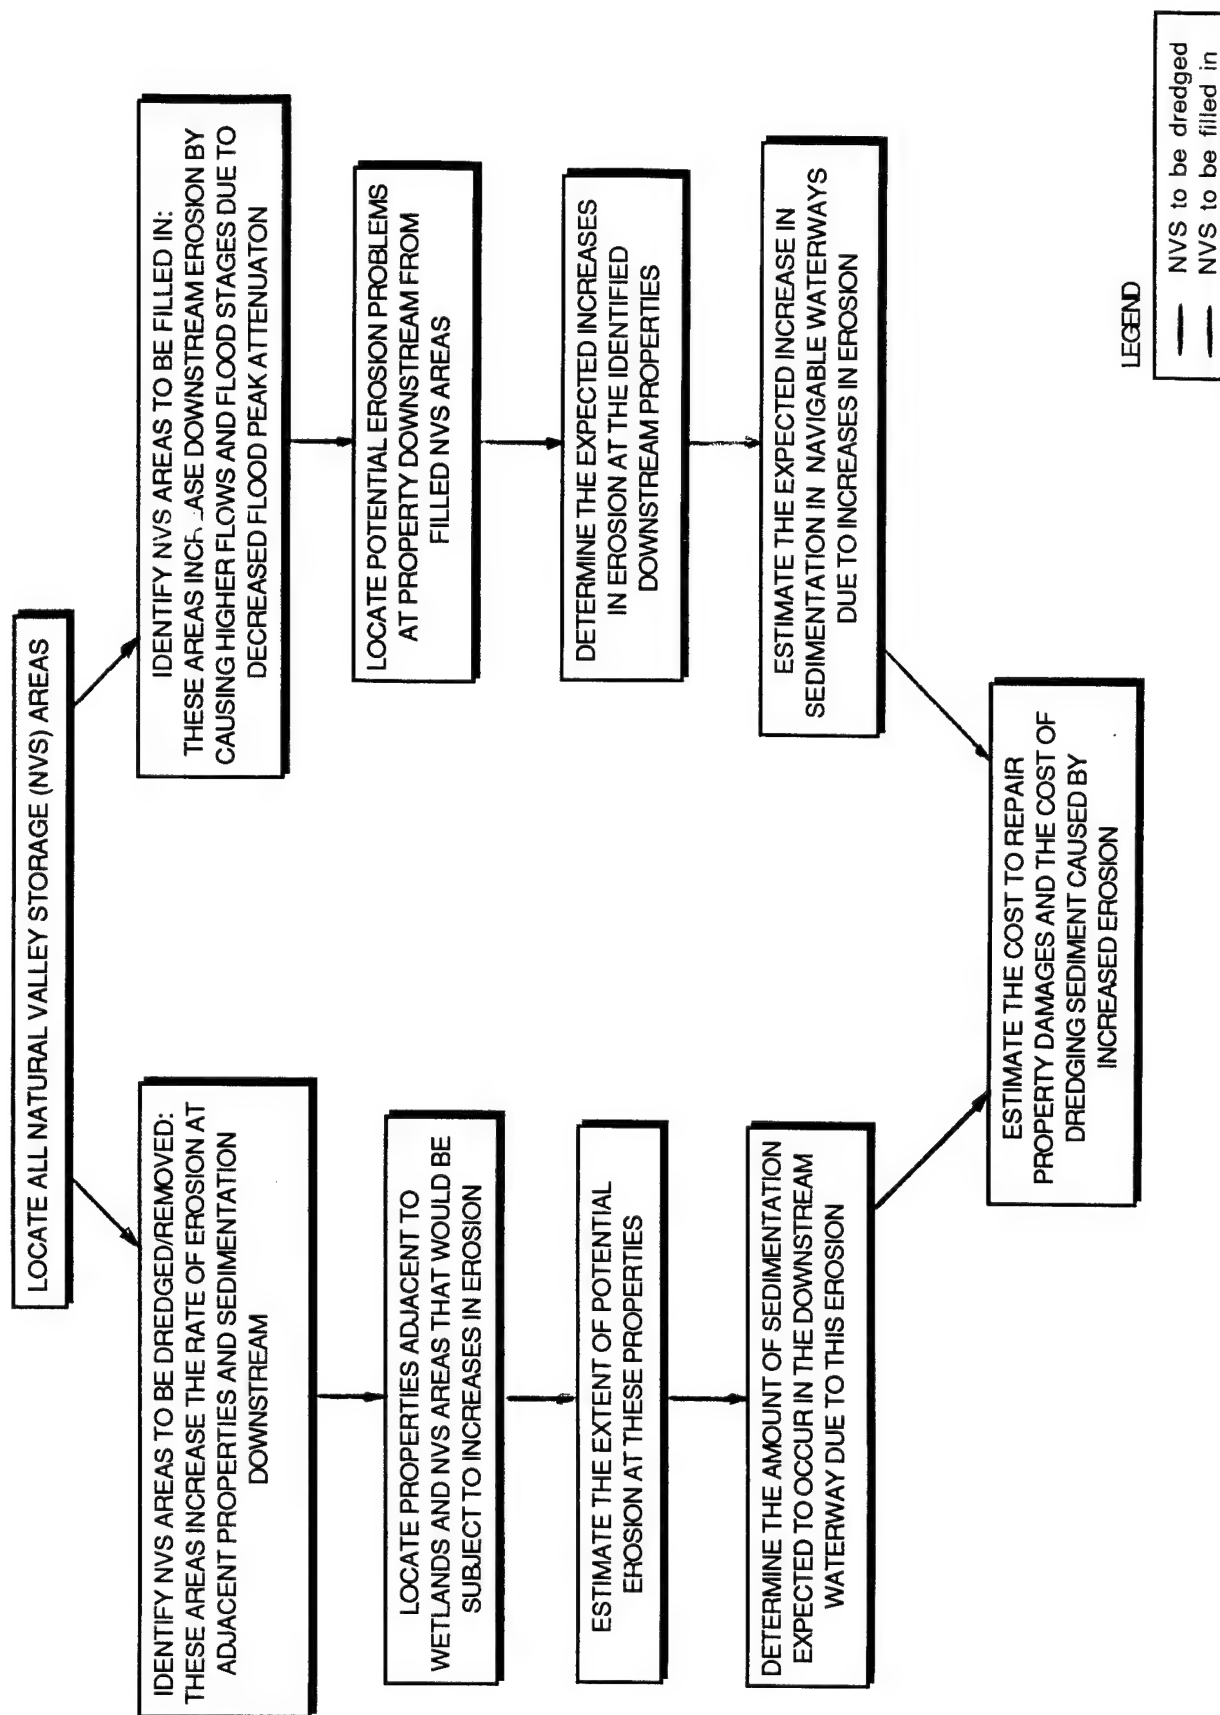 LOCATE ALL NATURAL VALLEY STORAGE (NVS) AREAS
IDENTIFY NVS AREAS TO BE DREDGED/REMOVED:
THESE AREAS INCREASE THE RATE OF EROSION AT
ADJACENT PROPERTIES AND SEDIMENTATION
DOWNSTREAM
LOCATE PROPERTIES ADJACENT TO
WETLANDS AND NVS AREAS THAT WOULD BE
SUBJECT TO INCREASES IN EROSION
ESTIMATE THE EXTENT OF POTENTIAL
EROSION AT THESE PROPERTIES
DETERMINE THE AMOUNT OF SEDIMENTATION
EXPECTED TO OCCUR IN THE DOWNSTREAM
WATERWAY DUE TO THIS EROSION
IDENTIFY NVS AREAS TO BE FILLED IN:
THESE AREAS INCREASE DOWNSTREAM EROSION BY
CAUSING HIGHER FLOWS AND FLOOD STAGES DUE TO
DECREASED FLOOD PEAK ATTENUATON
LOCATE POTENTIAL EROSION PROBLEMS
AT PROPERTY DOWNSTREAM FROM
FILLED NVS AREAS
DETERMINE THE EXPECTED INCREASES
IN EROSION AT THE IDENTIFIED
DOWNSTREAM PROPERTIES
ESTIMATE THE EXPECTED INCREASE IN
SEDIMENTATION IN NAVIGABLE WATERWAYS
DUE TO INCREASES IN EROSION
ESTIMATE THE COST TO REPAIR
PROPERTY DAMAGES AND THE COST OF
DREDGING SEDIMENT CAUSED BY
INCREASED EROSION
LEGEND
NVS to be dredged
NVS to be filled in